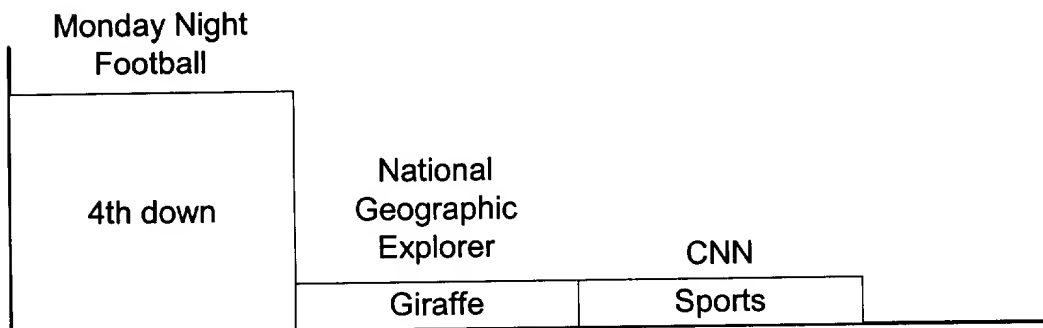 Monday Night
Football
4th down
National
Geographic
Explorer
Giraffe
CNN
Sports